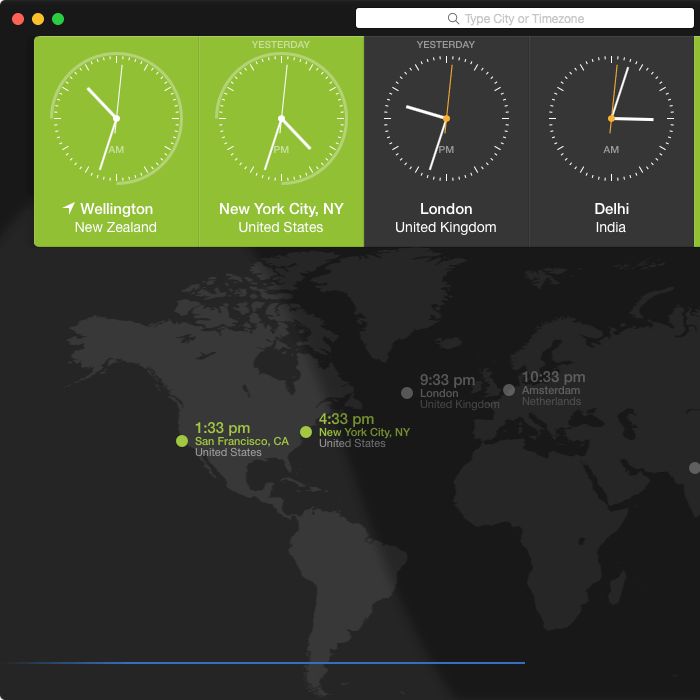 Type City or Timezone
YESTERDAY
YESTERDAY
AM
PM
PM
AM
Wellington
New Zealand
New York City, NY
United States
London
United Kingdom
Delhi
India
10:33 pm
Amsterdam
Netherlands
9:33 pm
London
United Kingdom
4:33 pm
New York City, NY
United States
1:33 pm
San Francisco, CA
United States